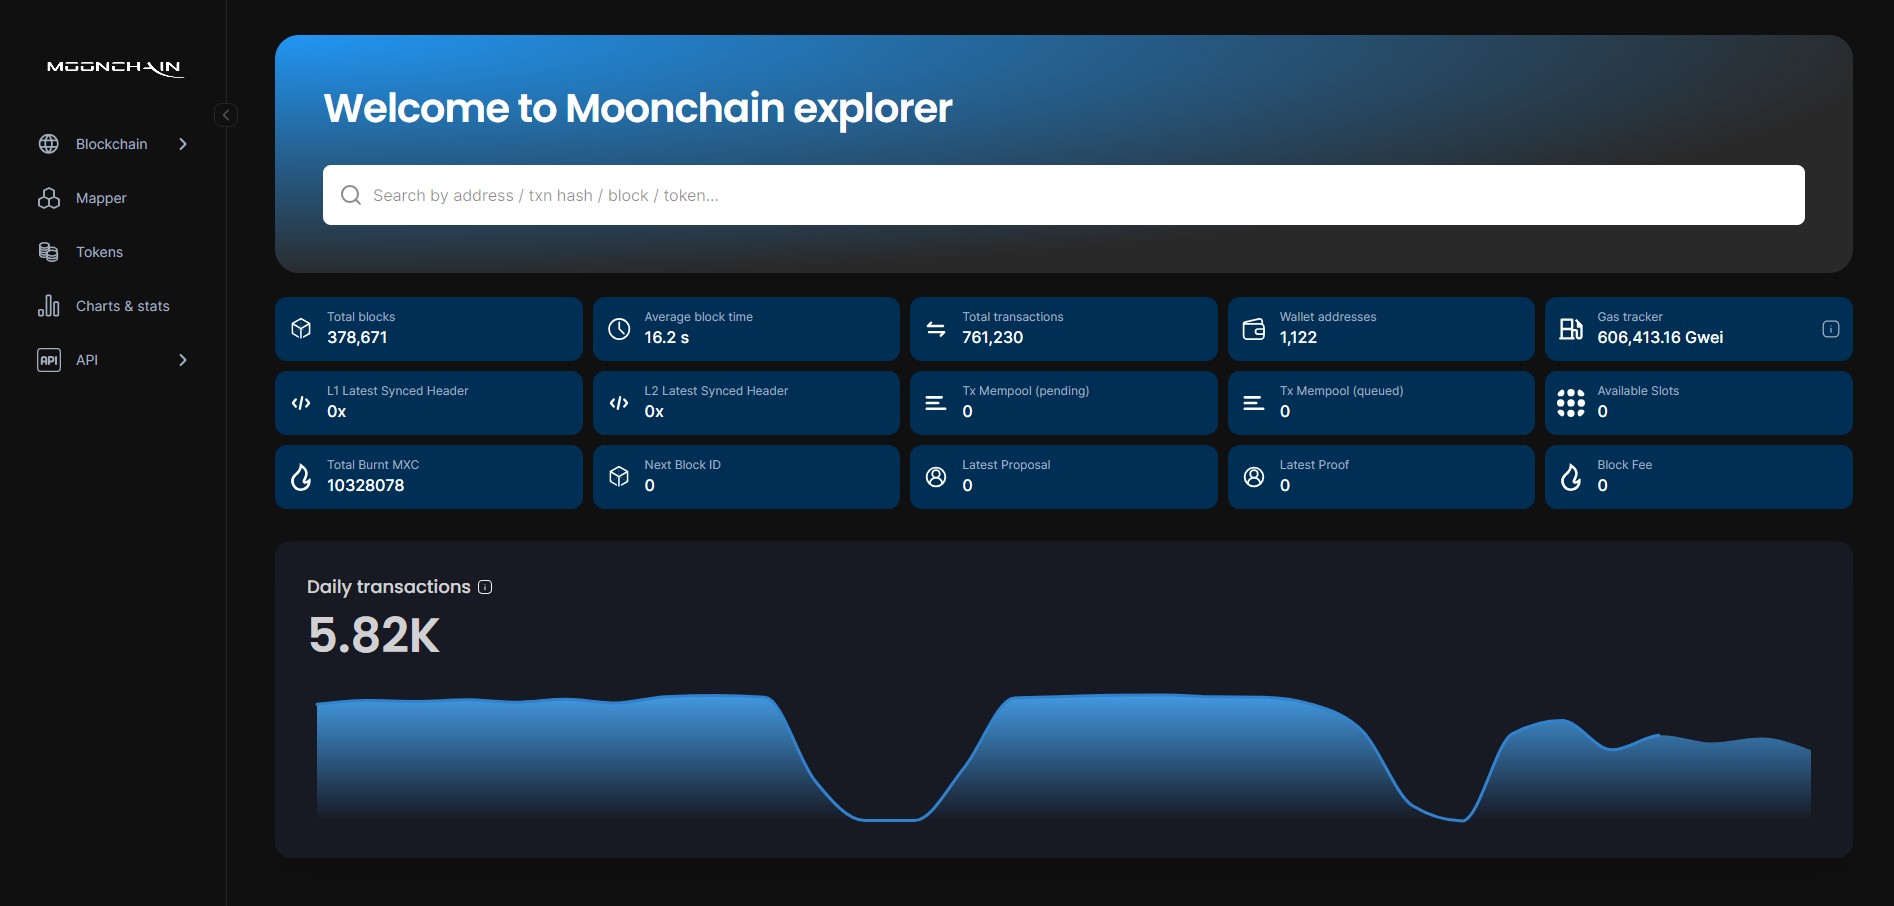 MOONCHAIN
Blockchain
Mapper
Tokens
Charts & stats
API
API
Welcome to Moonchain explorer
Search by address / txn hash / block / token...
Total blocks
378,671
Average block time
16.2 s
Total transactions
761,230
Wallet addresses
1,122
Gas tracker
606,413.16 Gwei
L1 Latest Synced Header
0x
L2 Latest Synced Header
0x
Tx Mempool (pending)
0
Tx Mempool (queued)
0
Available Slots
0
Total Burnt MXC
10328078
Next Block ID
0
Latest Proposal
0
Latest Proof
0
Block Fee
0
Daily transactions
5.82K